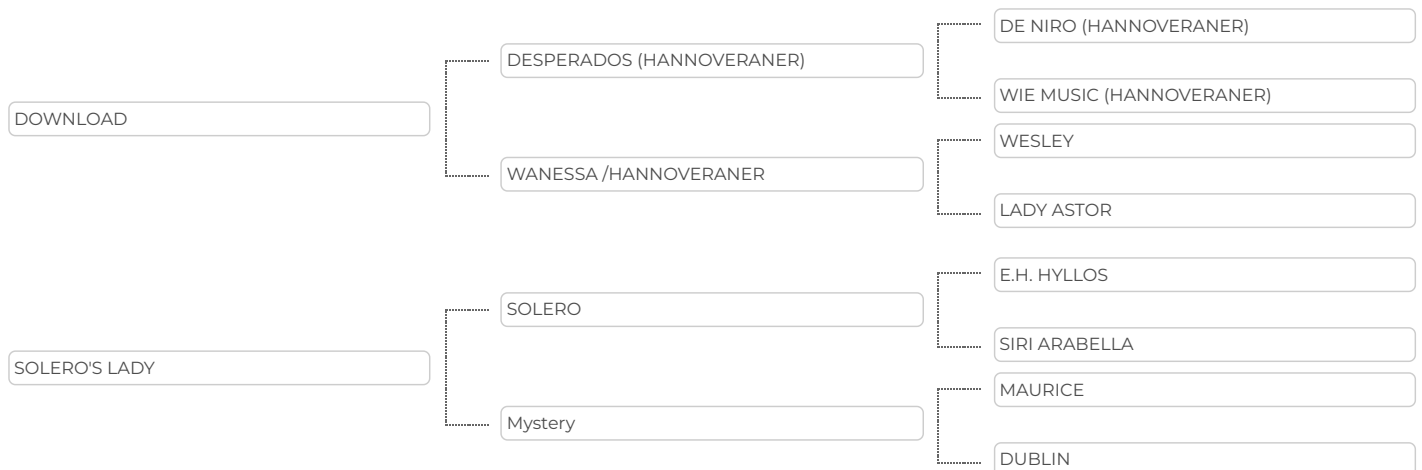 DE NIRO (HANNOVERANER)
DESPERADOS (HANNOVERANER)
WIE MUSIC (HANNOVERANER)
DOWNLOAD
WESLEY
WANESSA /HANNOVERANER
LADY ASTOR
E.H. HYLLOS
SOLERO
SIRI ARABELLA
SOLERO'S LADY
MAURICE
Mystery
DUBLIN